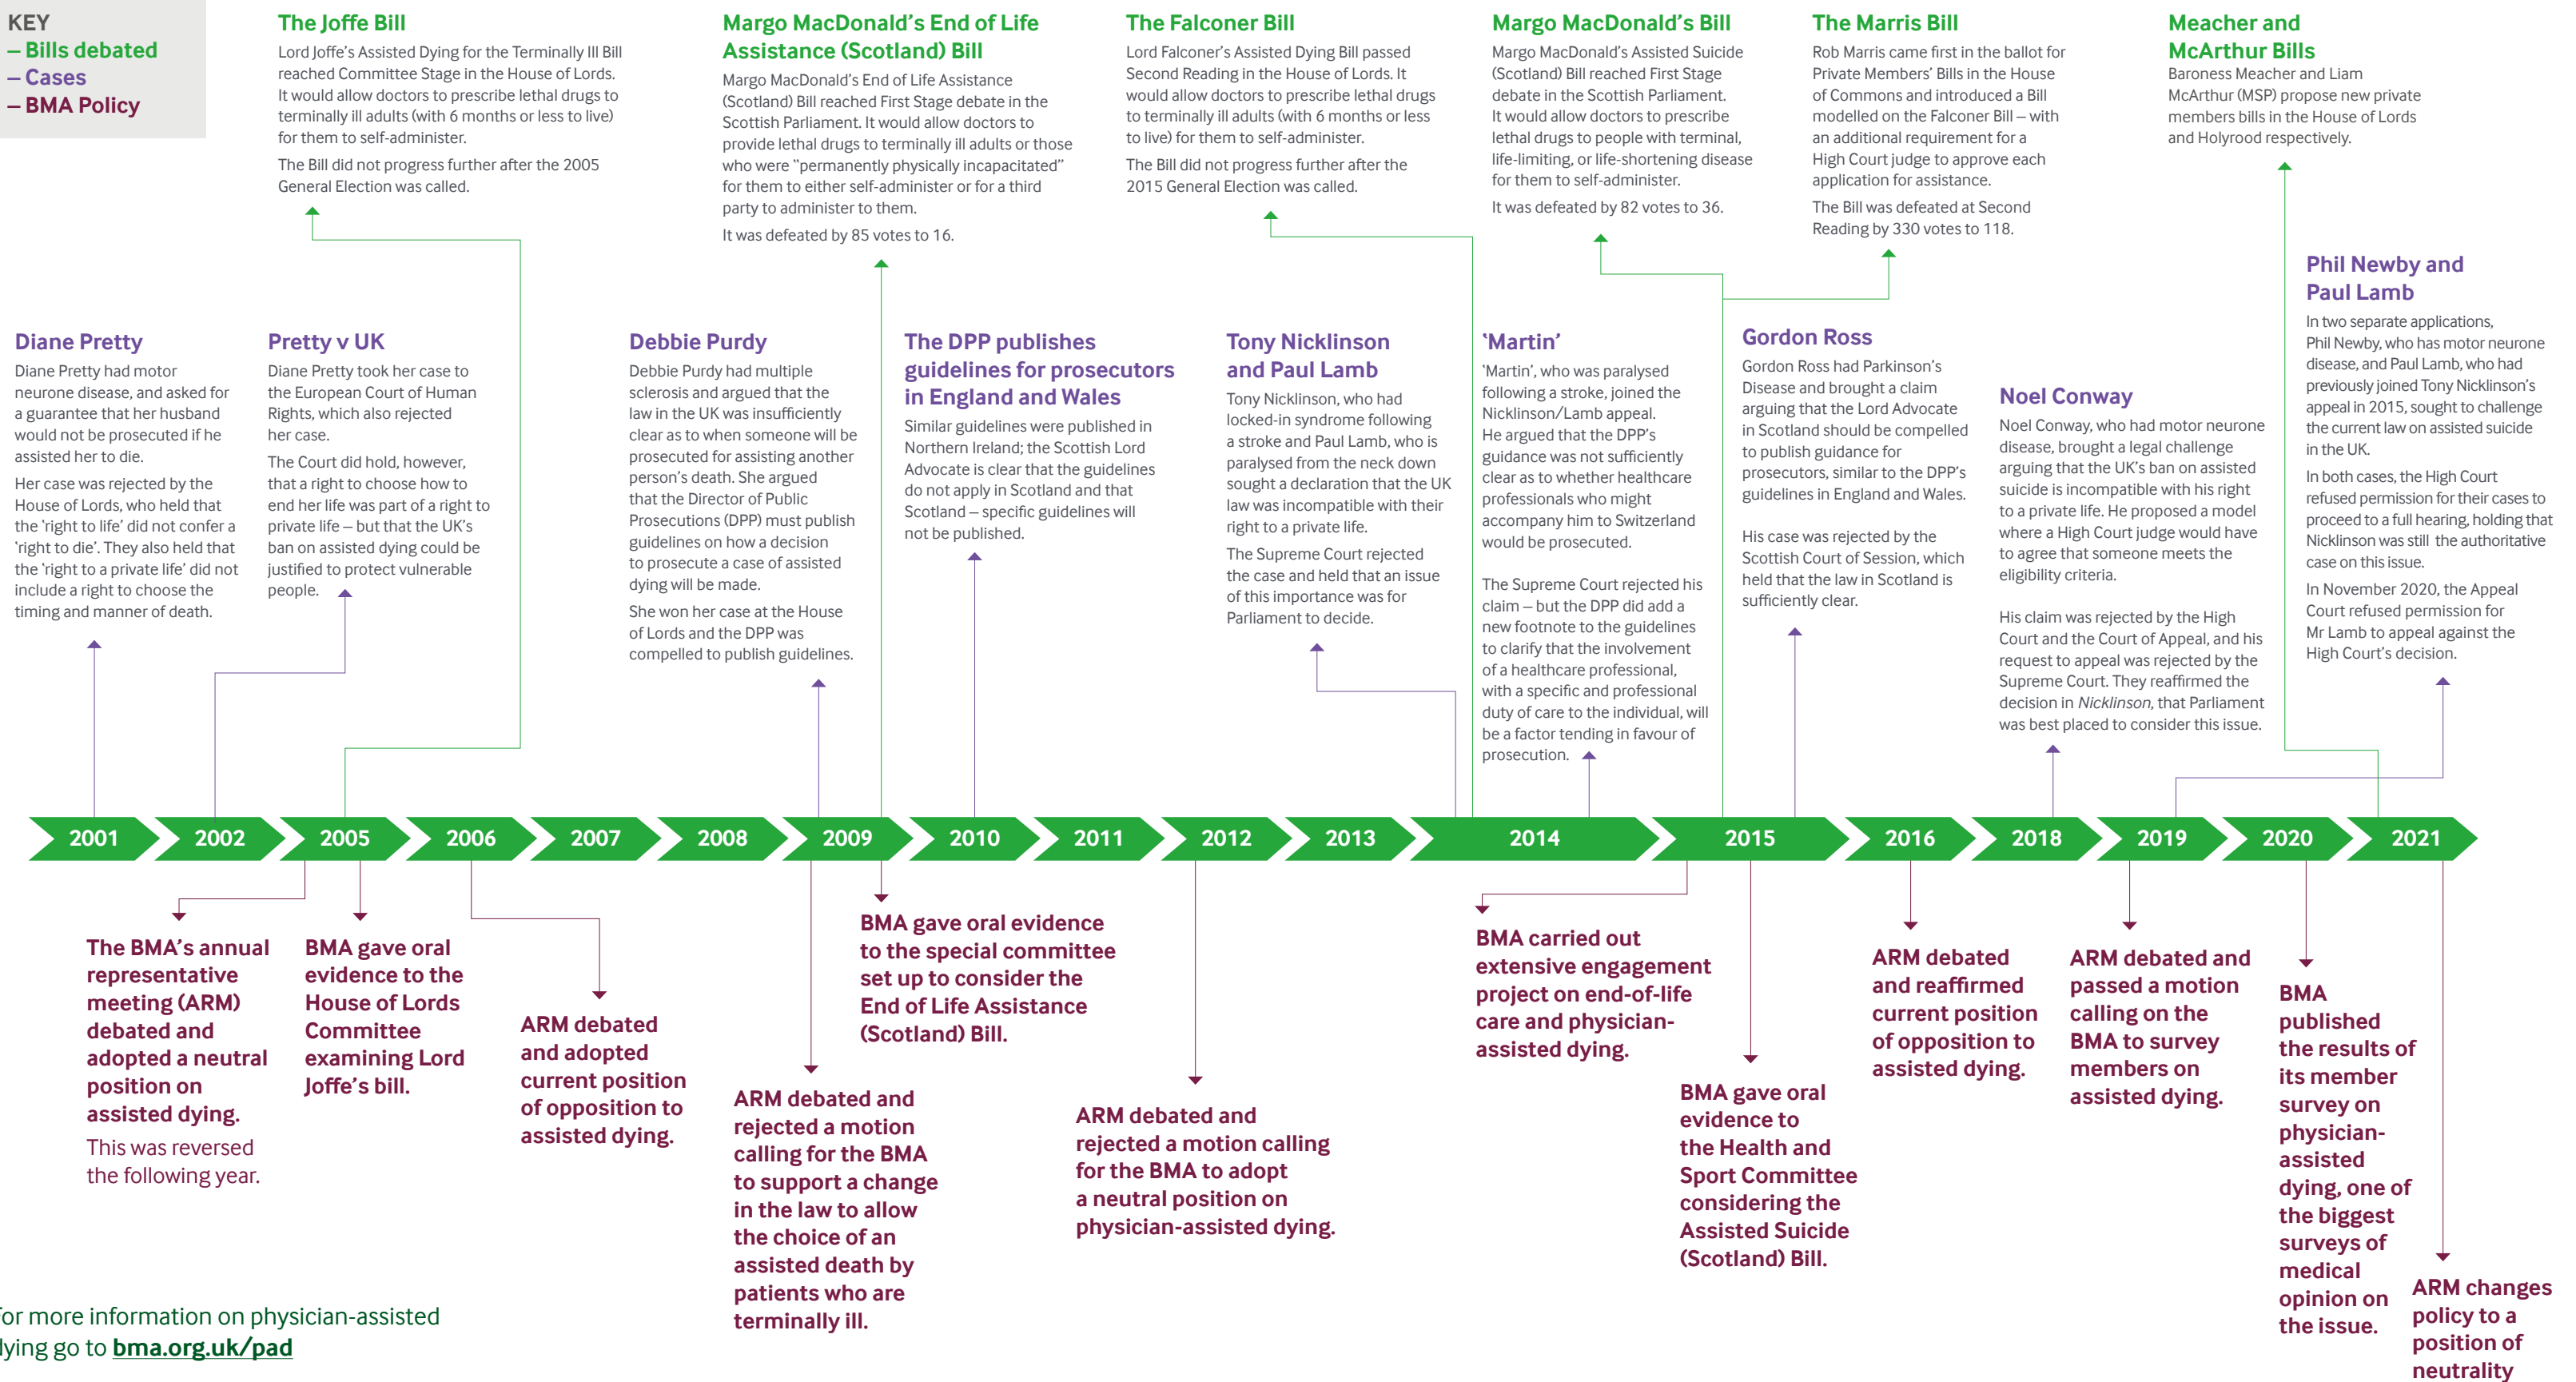 KEY
– Bills debated
– Cases
– BMA Policy
The Joffe Bill
Lord Joffe’s Assisted Dying for the Terminally Ill Bill
reached Committee Stage in the House of Lords.
It would allow doctors to prescribe lethal drugs to
terminally ill adults (with 6 months or less to live)
for them to self-administer.
The Bill did not progress further after the 2005
General Election was called.
Margo MacDonald’s End of Life
Assistance (Scotland) Bill
Margo MacDonald’s End of Life Assistance
(Scotland) Bill reached First Stage debate in the
Scottish Parliament. It would allow doctors to
provide lethal drugs to terminally ill adults or those
who were “permanently physically incapacitated”
for them to either self-administer or for a third
party to administer to them.
It was defeated by 85 votes to 16.
The Falconer Bill
Lord Falconer’s Assisted Dying Bill passed
Second Reading in the House of Lords. It
would allow doctors to prescribe lethal drugs
to terminally ill adults (with 6 months or less
to live) for them to self-administer.
The Bill did not progress further after the
2015 General Election was called.
Margo MacDonald’s Bill
Margo MacDonald’s Assisted Suicide
(Scotland) Bill reached First Stage
debate in the Scottish Parliament.
It would allow doctors to prescribe
lethal drugs to people with terminal,
life-limiting, or life-shortening disease
for them to self-administer.
It was defeated by 82 votes to 36.
The Marris Bill
Rob Marris came first in the ballot for
Private Members’ Bills in the House
of Commons and introduced a Bill
modelled on the Falconer Bill – with
an additional requirement for a
High Court judge to approve each
application for assistance.
The Bill was defeated at Second
Reading by 330 votes to 118.
Meacher and
McArthur Bills
Baroness Meacher and Liam
McArthur (MSP) propose new private
members bills in the House of Lords
and Holyrood respectively.
Diane Pretty
Diane Pretty had motor
neurone disease, and asked for
a guarantee that her husband
would not be prosecuted if he
assisted her to die.
Her case was rejected by the
House of Lords, who held that
the ‘right to life’ did not confer a
‘right to die’. They also held that
the ‘right to a private life’ did not
include a right to choose the
timing and manner of death.
Pretty v UK
Diane Pretty took her case to
the European Court of Human
Rights, which also rejected
her case.
The Court did hold, however,
that a right to choose how to
end her life was part of a right to
private life – but that the UK’s
ban on assisted dying could be
justified to protect vulnerable
people.
Debbie Purdy
Debbie Purdy had multiple
sclerosis and argued that the
law in the UK was insufficiently
clear as to when someone will be
prosecuted for assisting another
person’s death. She argued
that the Director of Public
Prosecutions (DPP) must publish
guidelines on how a decision
to prosecute a case of assisted
dying will be made.
She won her case at the House
of Lords and the DPP was
compelled to publish guidelines.
The DPP publishes
guidelines for prosecutors
in England and Wales
Similar guidelines were published in
Northern Ireland; the Scottish Lord
Advocate is clear that the guidelines
do not apply in Scotland and that
Scotland – specific guidelines will
not be published.
Tony Nicklinson
and Paul Lamb
Tony Nicklinson, who had
locked-in syndrome following
a stroke and Paul Lamb, who is
paralysed from the neck down
sought a declaration that the UK
law was incompatible with their
right to a private life.
The Supreme Court rejected
the case and held that an issue
of this importance was for
Parliament to decide.
‘Martin’
‘Martin’, who was paralysed
following a stroke, joined the
Nicklinson/Lamb appeal.
He argued that the DPP’s
guidance was not sufficiently
clear as to whether healthcare
professionals who might
accompany him to Switzerland
would be prosecuted.
The Supreme Court rejected his
claim – but the DPP did add a
new footnote to the guidelines
to clarify that the involvement
of a healthcare professional,
with a specific and professional
duty of care to the individual, will
be a factor tending in favour of
prosecution.
Gordon Ross
Gordon Ross had Parkinson’s
Disease and brought a claim
arguing that the Lord Advocate
in Scotland should be compelled
to publish guidance for
prosecutors, similar to the DPP’s
guidelines in England and Wales.
His case was rejected by the
Scottish Court of Session, which
held that the law in Scotland is
sufficiently clear.
Noel Conway
Noel Conway, who had motor neurone
disease, brought a legal challenge
arguing that the UK’s ban on assisted
suicide is incompatible with his right
to a private life. He proposed a model
where a High Court judge would have
to agree that someone meets the
eligibility criteria.
His claim was rejected by the High
Court and the Court of Appeal, and his
request to appeal was rejected by the
Supreme Court. They reaffirmed the
decision in Nicklinson, that Parliament
was best placed to consider this issue.
Phil Newby and
Paul Lamb
In two separate applications,
Phil Newby, who has motor neurone
disease, and Paul Lamb, who had
previously joined Tony Nicklinson’s
appeal in 2015, sought to challenge
the current law on assisted suicide
in the UK.
In both cases, the High Court
refused permission for their cases to
proceed to a full hearing, holding that
Nicklinson was still the authoritative
case on this issue.
In November 2020, the Appeal
Court refused permission for
Mr Lamb to appeal against the
High Court’s decision.
2001
2002
2005
2006
2007
2008
2009
2010
2011
2012
2013
2014
2015
2016
2018
2019
2020
2021
The BMA’s annual
representative
meeting (ARM)
debated and
adopted a neutral
position on
assisted dying.
This was reversed
the following year.
BMA gave oral
evidence to the
House of Lords
Committee
examining Lord
Joffe’s bill.
ARM debated
and adopted
current position
of opposition to
assisted dying.
ARM debated and
rejected a motion
calling for the BMA
to support a change
in the law to allow
the choice of an
assisted death by
patients who are
terminally ill.
BMA gave oral evidence
to the special committee
set up to consider the
End of Life Assistance
(Scotland) Bill.
ARM debated and
rejected a motion calling
for the BMA to adopt
a neutral position on
physician-assisted dying.
BMA carried out
extensive engagement
project on end-of-life
care and physician-
assisted dying.
BMA gave oral
evidence to
the Health and
Sport Committee
considering the
Assisted Suicide
(Scotland) Bill.
ARM debated
and reaffirmed
current position
of opposition to
assisted dying.
ARM debated and
passed a motion
calling on the
BMA to survey
members on
assisted dying.
BMA
published
the results of
its member
survey on
physician-
assisted
dying, one of
the biggest
surveys of
medical
opinion on
the issue.
ARM changes
policy to a
position of
neutrality
For more information on physician-assisted
dying go to bma.org.uk/pad